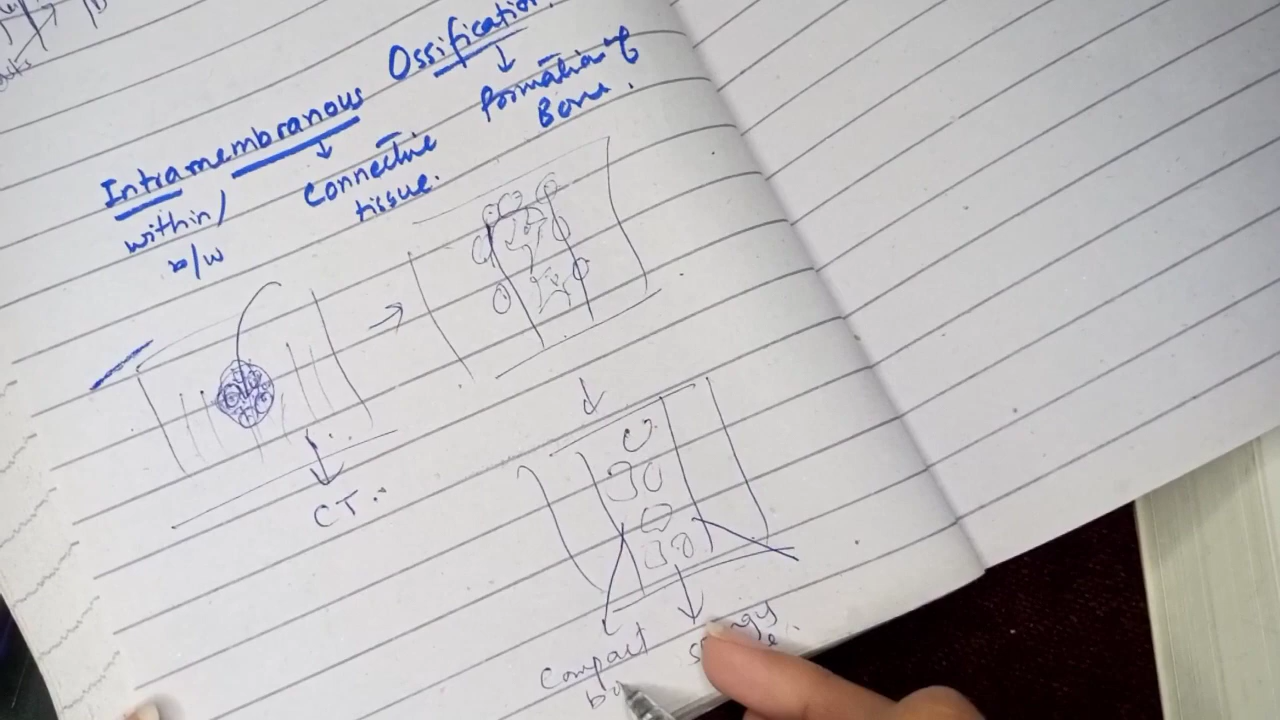 Ossification.
Formation of
Bone.
Intramembranous
Connective
tissue.
within/
b/w
CT.
Compact